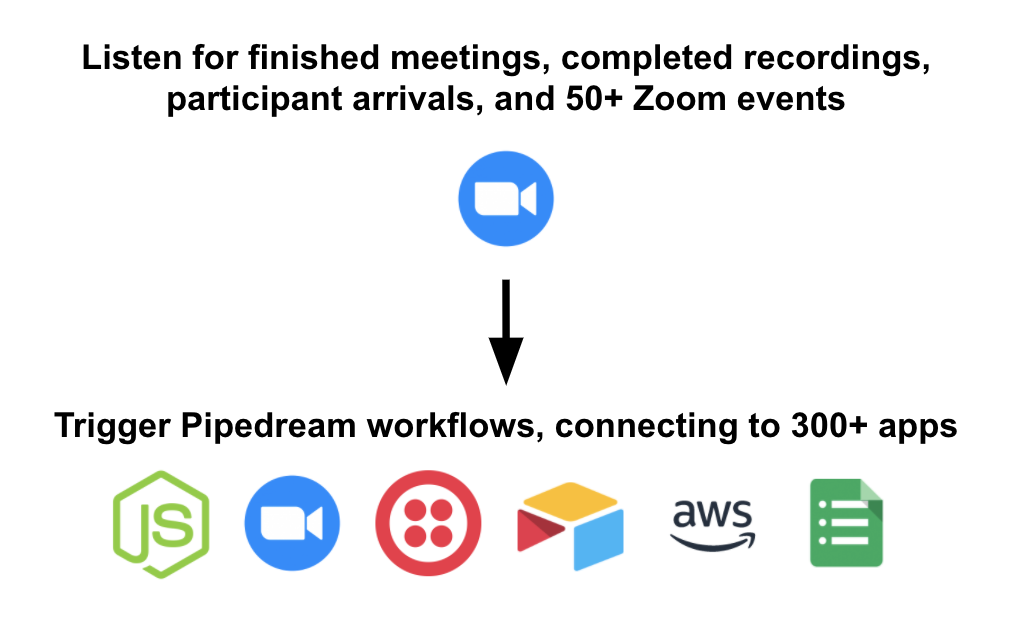 Listen for finished meetings, completed recordings,
participant arrivals, and 50+ Zoom events
Trigger Pipedream workflows, connecting to 300+ apps
JS
aws